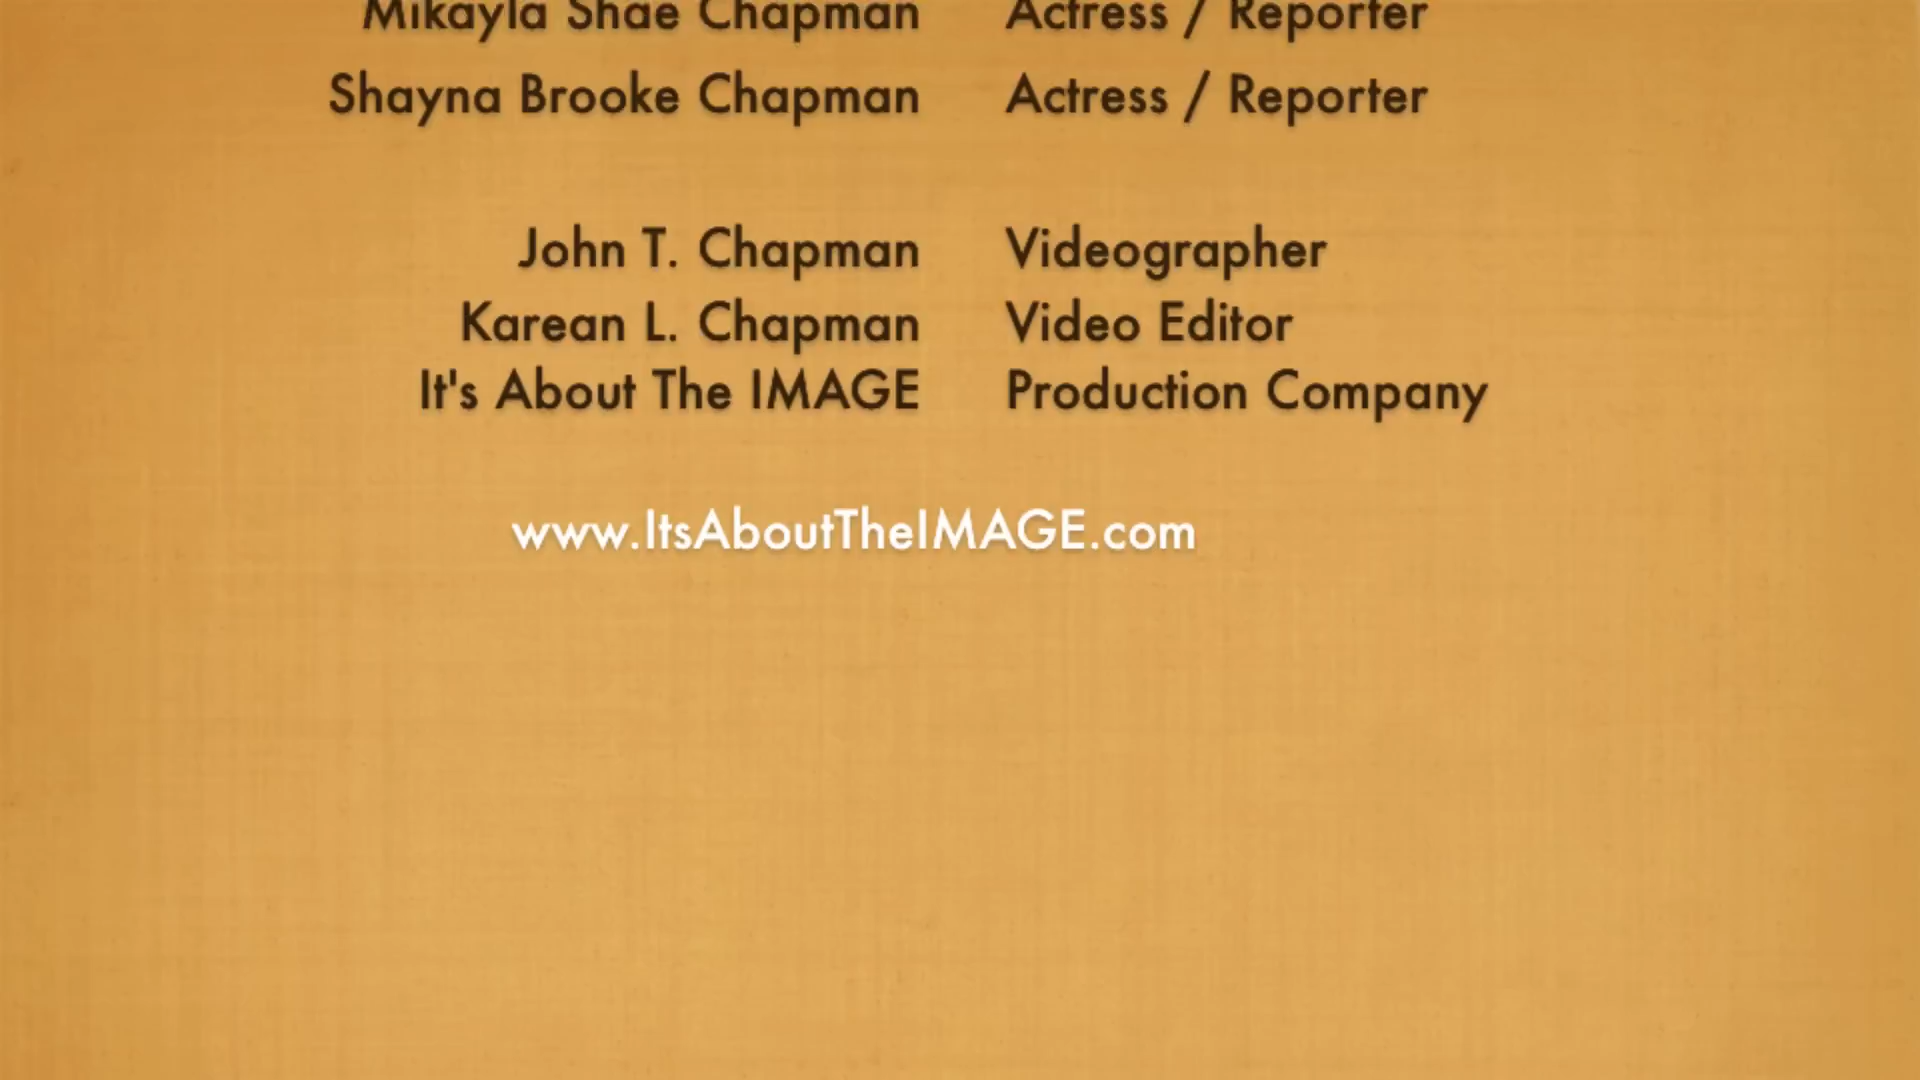 Mikayla Shae Chapman Actress / Reporter
Shayna Brooke Chapman Actress / Reporter
John T. Chapman Videographer
Karean L. Chapman Video Editor
It's About The IMAGE Production Company
www.ItsAboutTheIMAGE.com